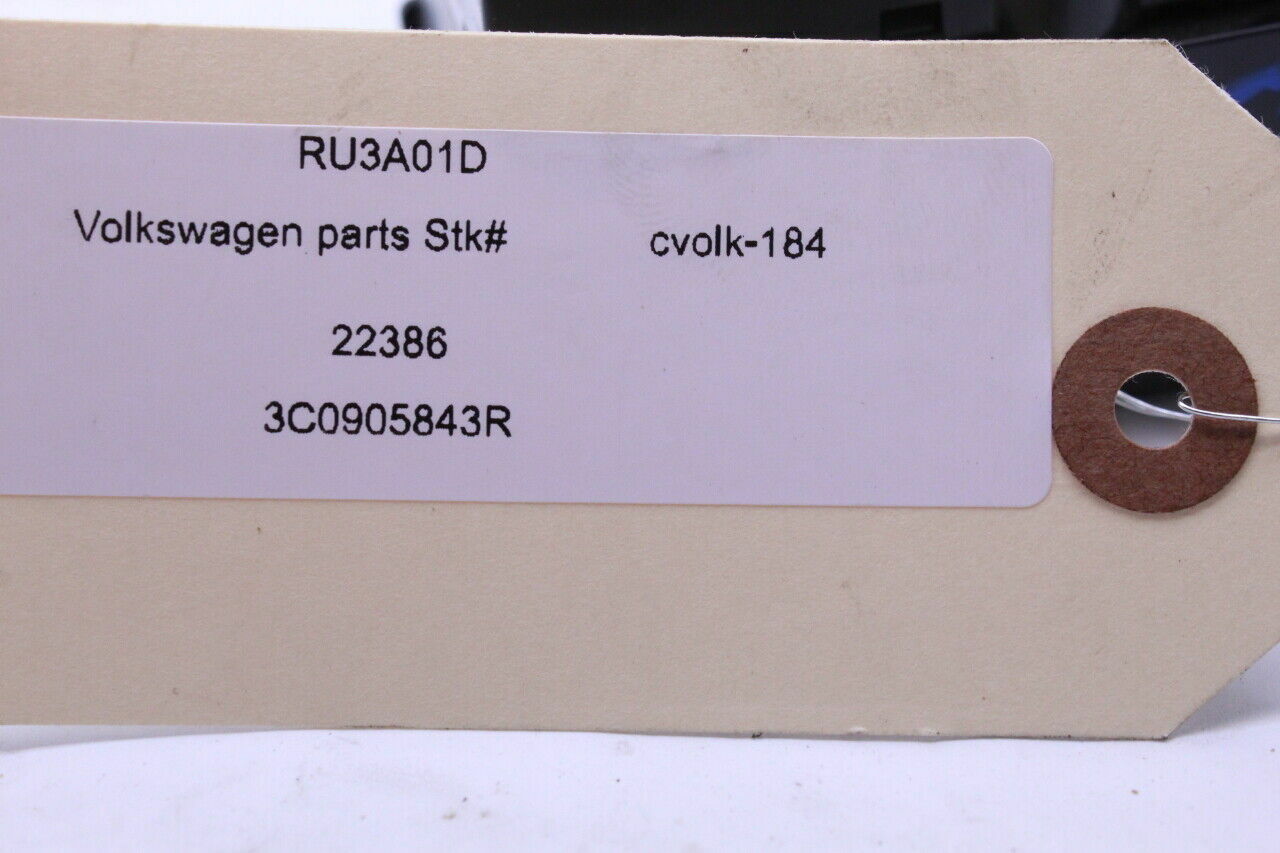 RU3A01D
Volkswagen parts Stk# cvolk-184
22386
3C0905843R